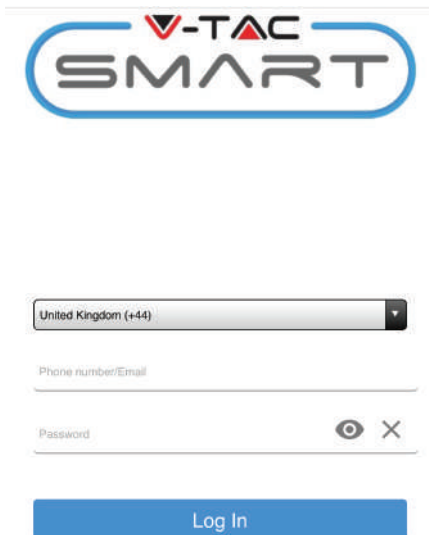 V-TAC
SMART
United Kingdom (+44)
Phone number/Email
Password
Log In